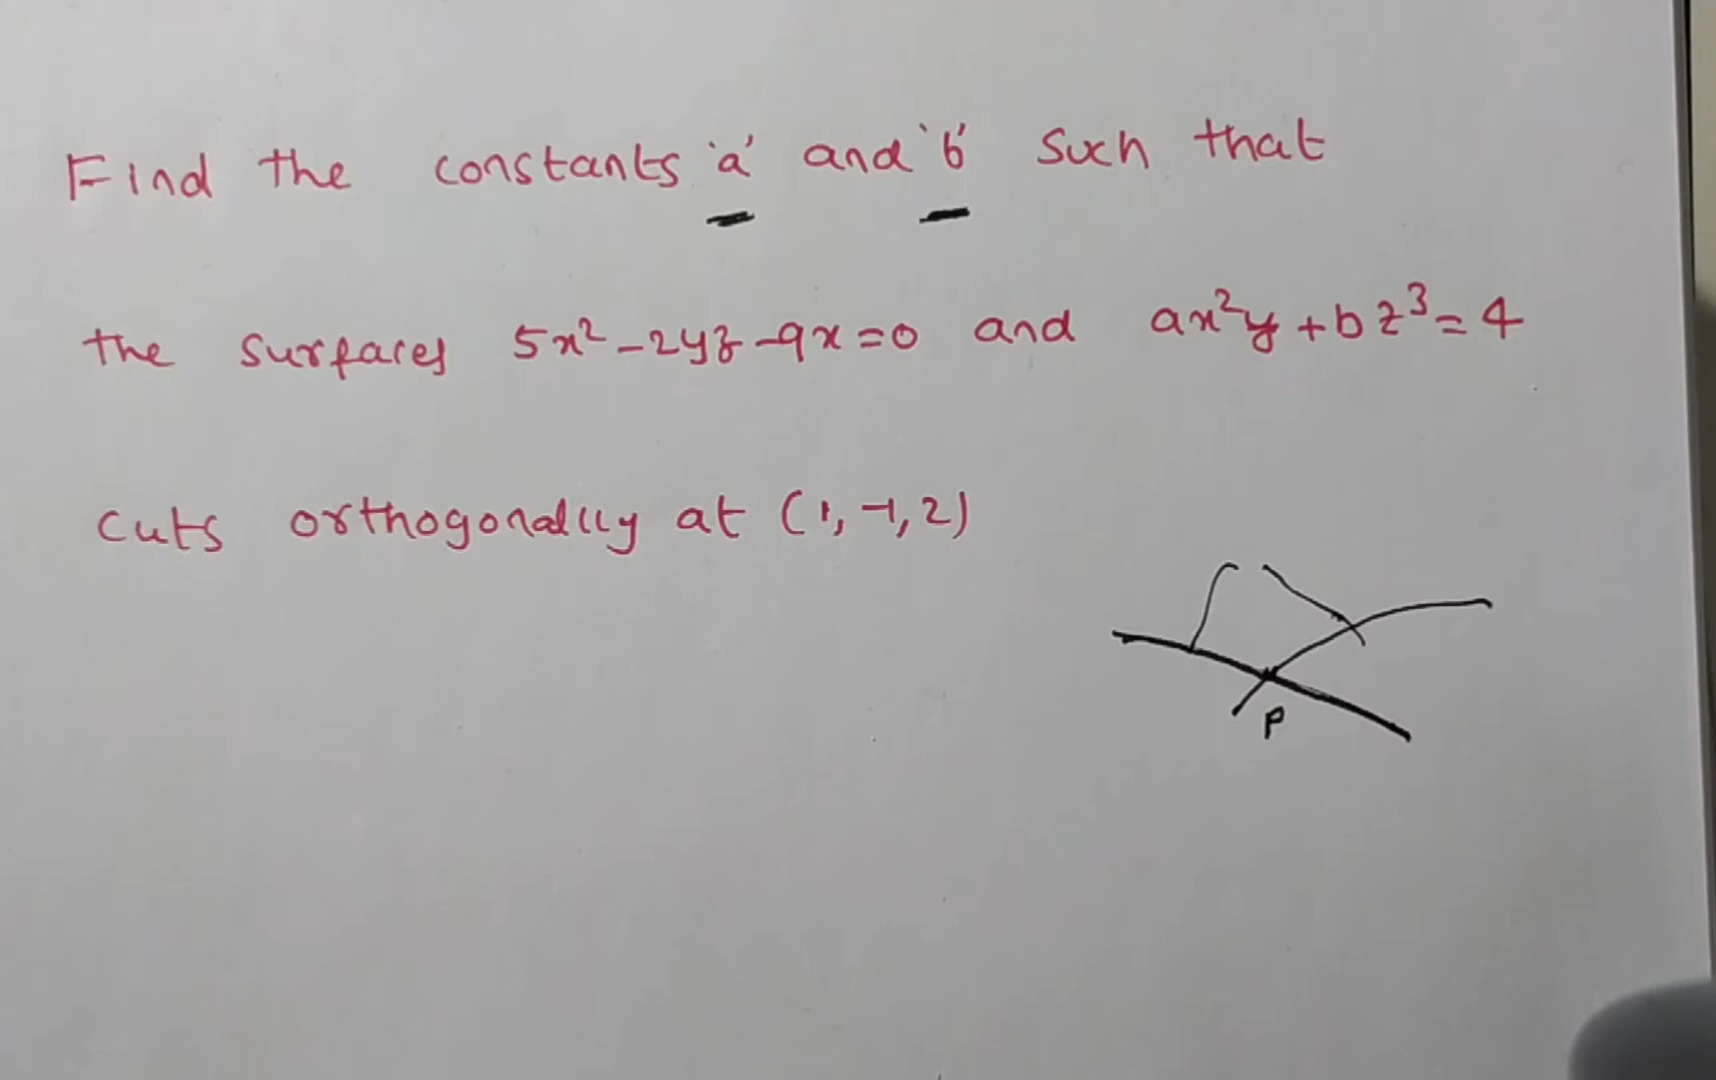 Find the constants 'a' and 'b' such that
the surfaces 5x²-2yz-9x=0 and ax²y+bz³=4
cuts orthogonally at (1,-1,2)
P